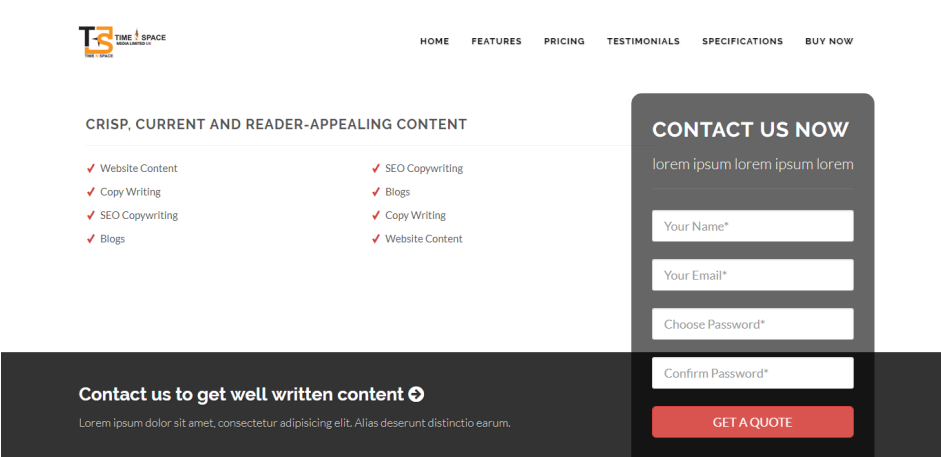 TIME N SPACE
MEDIA LIMITED UK
TIME N SPACE
HOME FEATURES PRICING TESTIMONIALS SPECIFICATIONS BUY NOW
CRISP, CURRENT AND READER-APPEALING CONTENT
Website Content
Copy Writing
SEO Copywriting
Blogs
SEO Copywriting
Blogs
Copy Writing
Website Content
CONTACT US NOW
lorem ipsum lorem ipsum lorem
Your Name*
Your Email*
Choose Password*
Confirm Password*
GET A QUOTE
Contact us to get well written content
Lorem ipsum dolor sit amet, consectetur adipisicing elit. Alias deserunt distinctio earum.